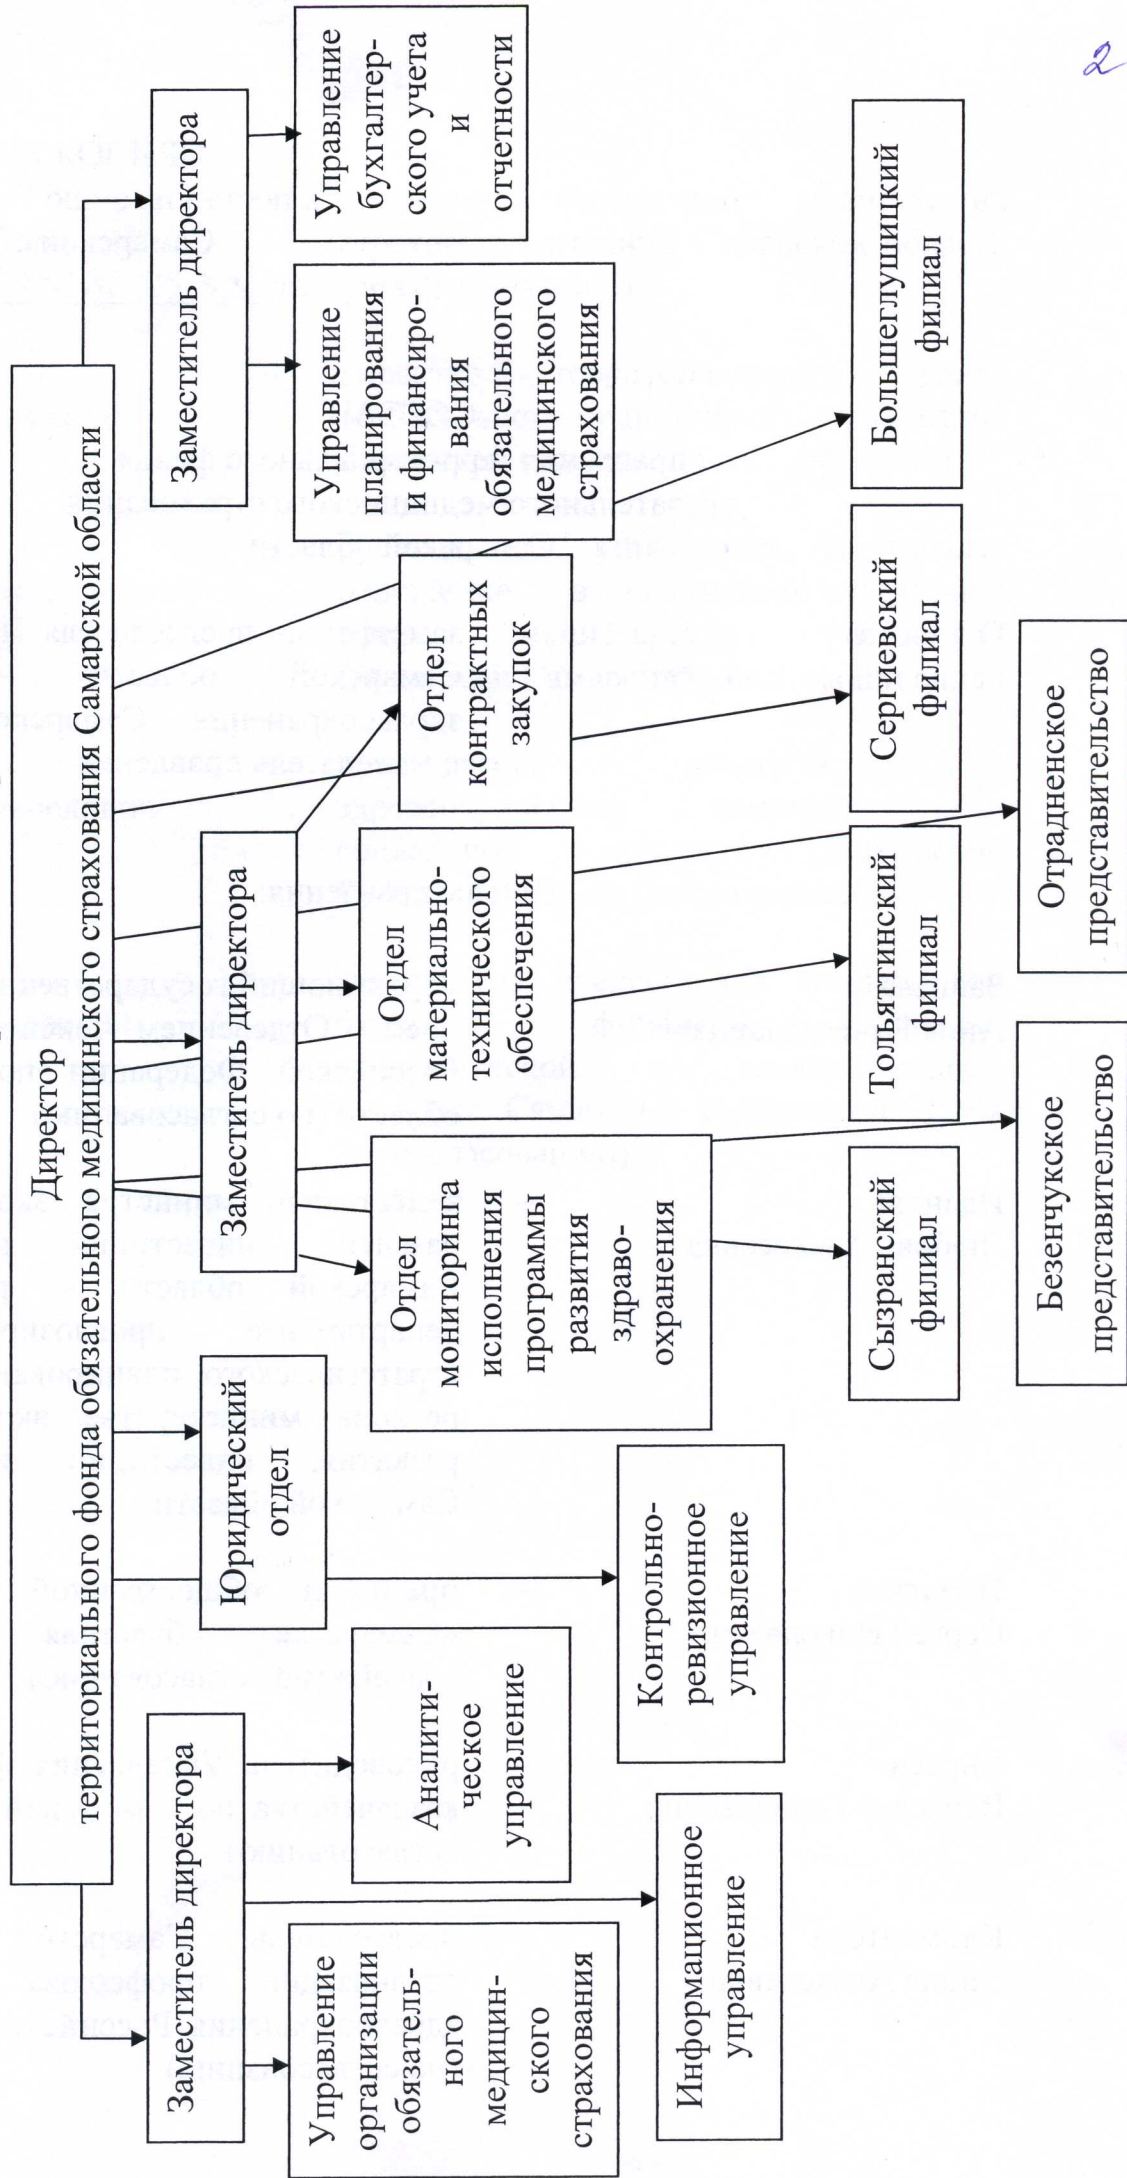 Директор
территориального фонда обязательного медицинского страхования Самарской области
Заместитель директора
Юридический
отдел
Заместитель директора
Заместитель директора
Управление
организации
обязатель-
ного
медицин-
ского
страхования
Аналити-
ческое
управление
Отдел
мониторинга
исполнения
программы
развития
здраво-
охранения
Отдел
материально-
технического
обеспечения
Отдел
контрактных
закупок
Управление
планирования
и финансиро-
вания
обязательного
медицинского
страхования
Управление
бухгалтер-
ского учета
и
отчетности
Информационное
управление
Контрольно-
ревизионное
управление
Сызранский
филиал
Тольятинский
филиал
Сергиевский
филиал
Большеглушицкий
филиал
Безенчукское
представительство
Отрадненское
представительство
2